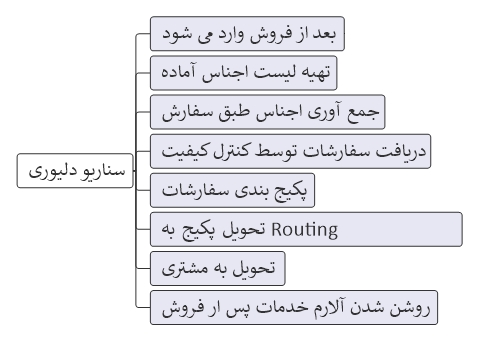 سناریو دلیوری
بعد از فروش وارد می شود
تهیه لیست اجناس آماده
جمع آوری اجناس طبق سفارش
دریافت سفارشات توسط کنترل کیفیت
پکیج بندی سفارشات
تحویل پکیج به Routing
تحویل به مشتری
روشن شدن آلارم خدمات پس ار فروش